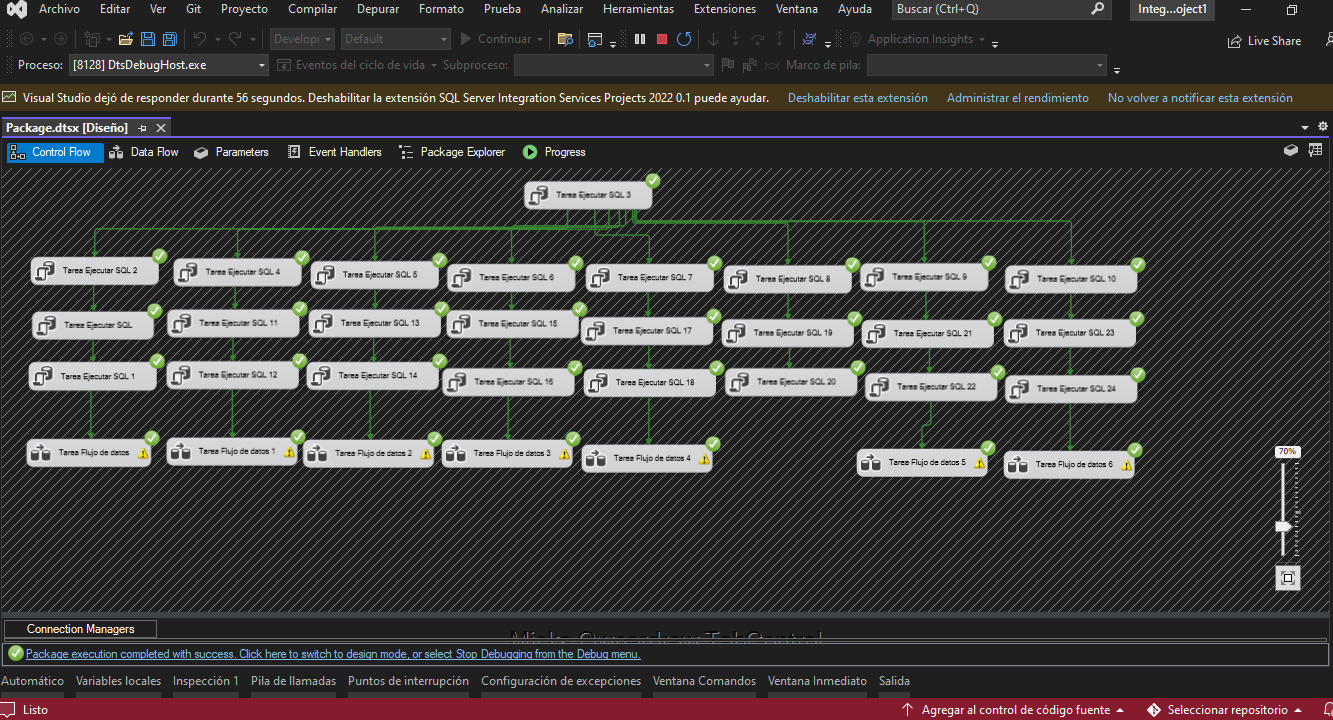 Archivo Editar Ver Git Proyecto Compilar Depurar Formato Prueba Analizar Herramientas Extensiones Ventana Ayuda Buscar (Ctrl+Q) Integ...oject1
Develop Default Continuar Application Insights Live Share
Proceso: [8128] DtsDebugHost.exe Eventos del ciclo de vida Subproceso: Marco de pila:
Visual Studio dejó de responder durante 56 segundos. Deshabilitar la extensión SQL Server Integration Services Projects 2022 0.1 puede ayudar. Deshabilitar esta extensión Administrar el rendimiento No volver a notificar esta extensión
Package.dtsx [Diseño]
Control Flow Data Flow Parameters Event Handlers Package Explorer Progress
Tarea Ejecutar SQL 3
Tarea Ejecutar SQL 2 Tarea Ejecutar SQL 4 Tarea Ejecutar SQL 5 Tarea Ejecutar SQL 6 Tarea Ejecutar SQL 7 Tarea Ejecutar SQL 8 Tarea Ejecutar SQL 9 Tarea Ejecutar SQL 10
Tarea Ejecutar SQL Tarea Ejecutar SQL 11 Tarea Ejecutar SQL 13 Tarea Ejecutar SQL 15 Tarea Ejecutar SQL 17 Tarea Ejecutar SQL 19 Tarea Ejecutar SQL 21 Tarea Ejecutar SQL 23
Tarea Ejecutar SQL 1 Tarea Ejecutar SQL 12 Tarea Ejecutar SQL 14 Tarea Ejecutar SQL 16 Tarea Ejecutar SQL 18 Tarea Ejecutar SQL 20 Tarea Ejecutar SQL 22 Tarea Ejecutar SQL 24
Tarea Flujo de datos Tarea Flujo de datos 1 Tarea Flujo de datos 2 Tarea Flujo de datos 3 Tarea Flujo de datos 4 Tarea Flujo de datos 5 Tarea Flujo de datos 6
70%
Connection Managers
Package execution completed with success. Click here to switch to design mode, or select Stop Debugging from the Debug menu.
Automático Variables locales Inspección 1 Pila de llamadas Puntos de interrupción Configuración de excepciones Ventana Comandos Ventana Inmediato Salida
Listo Agregar al control de código fuente Seleccionar repositorio